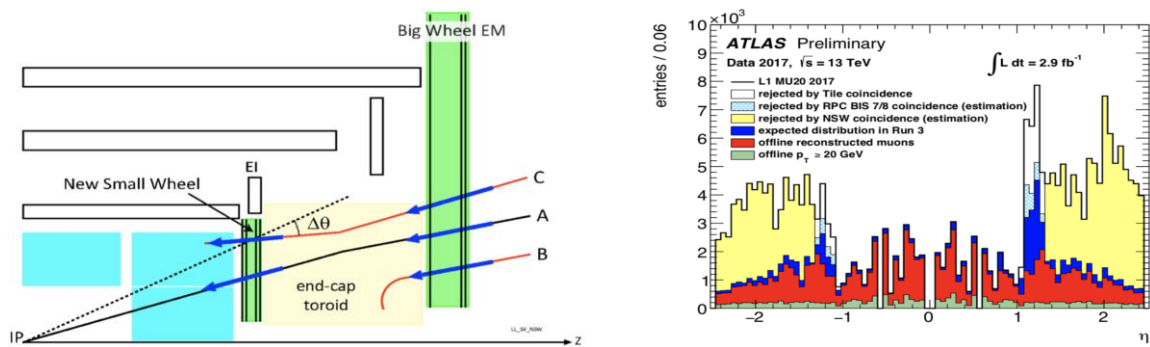 Big Wheel EM
EI
New Small Wheel
C
Δθ
A
B
end-cap
toroid
IP
LL_SV_NSW
z
×10³
entries / 0.06
10
9
8
7
6
5
4
3
2
1
0
ATLAS Preliminary
Data 2017, √s = 13 TeV
∫L dt = 2.9 fb⁻¹
L1 MU20 2017
rejected by Tile coincidence
rejected by RPC BIS 7/8 coincidence (estimation)
rejected by NSW coincidence (estimation)
expected distribution in Run 3
offline reconstructed muons
offline p_T ≥ 20 GeV
−2 −1 0 1 2
η